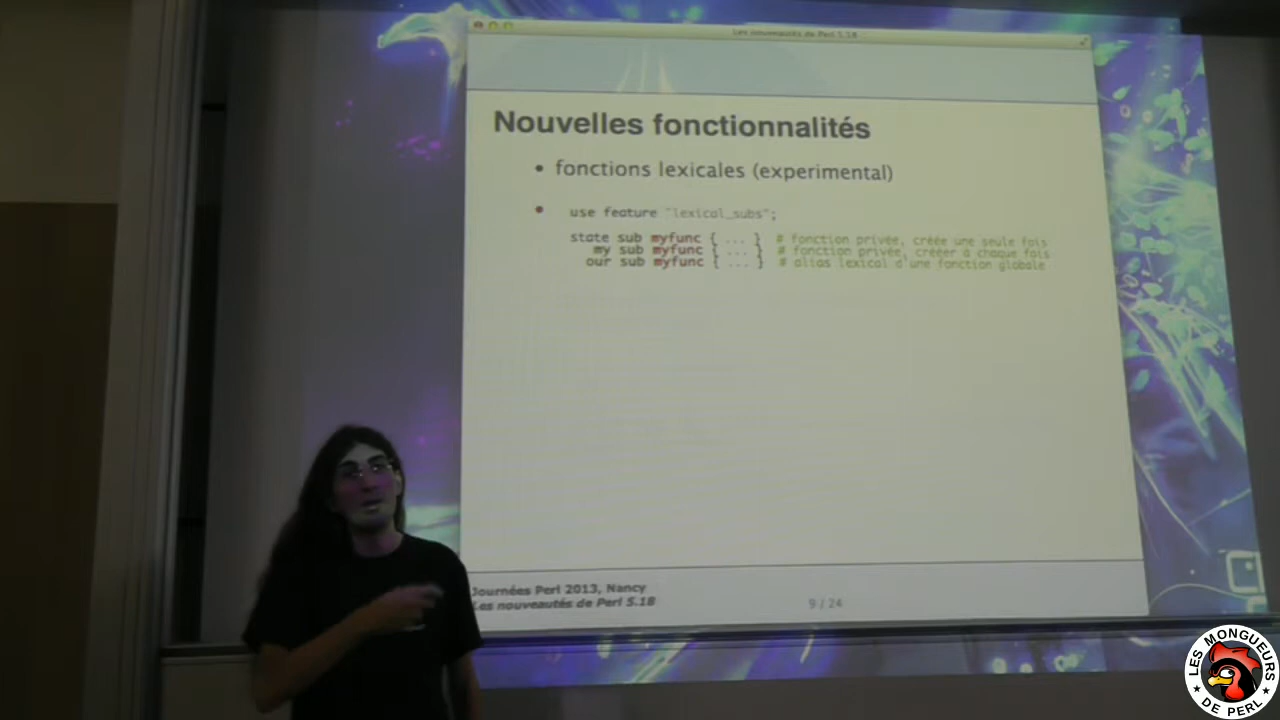 Les nouveautés de Perl 5.18
Nouvelles fonctionnalités
• fonctions lexicales (experimental)
• use feature "lexical_subs";
state sub myfunc { ... } # fonction privée, créée une seule fois
my sub myfunc { ... } # fonction privée, créér à chaque fois
our sub myfunc { ... } # alias lexical d'une fonction globale
Journées Perl 2013, Nancy
Les nouveautés de Perl 5.18
9 / 24
LES MONGUEURS
DE PERL